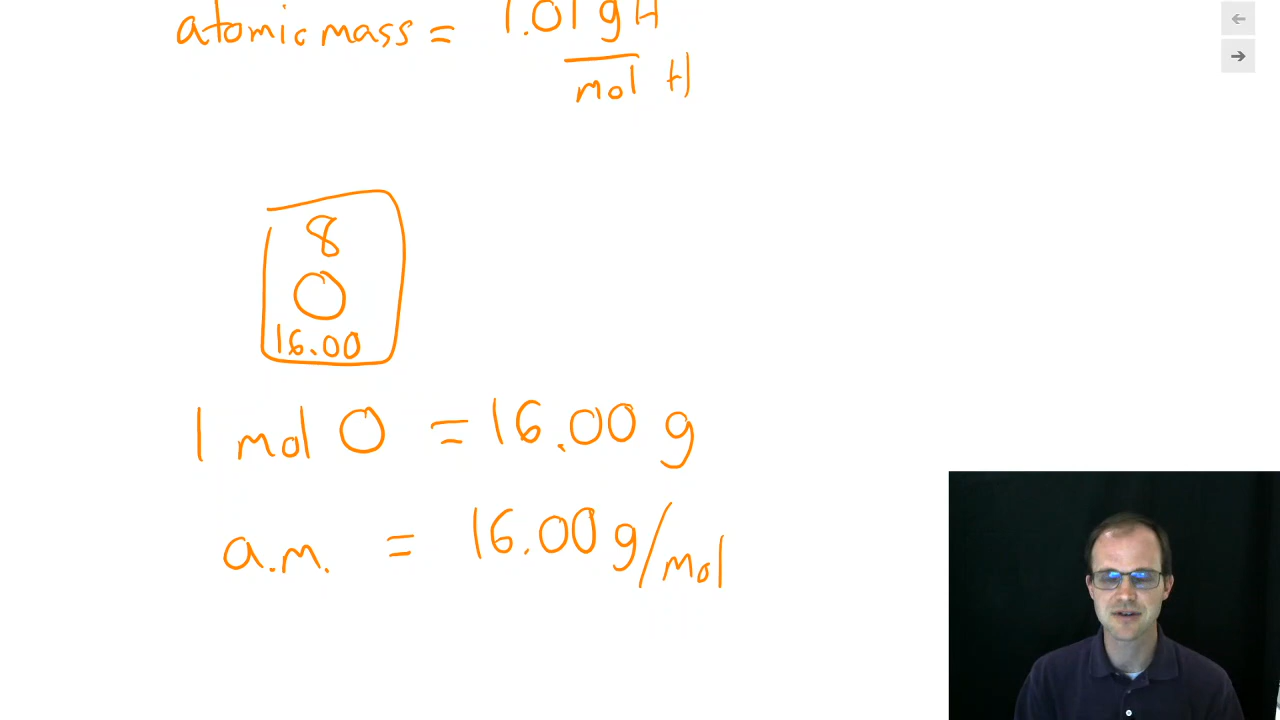 atomic mass = 1.01 g H
mol H
8
O
16.00
1 mol O = 16.00 g
a.m. = 16.00 g/mol